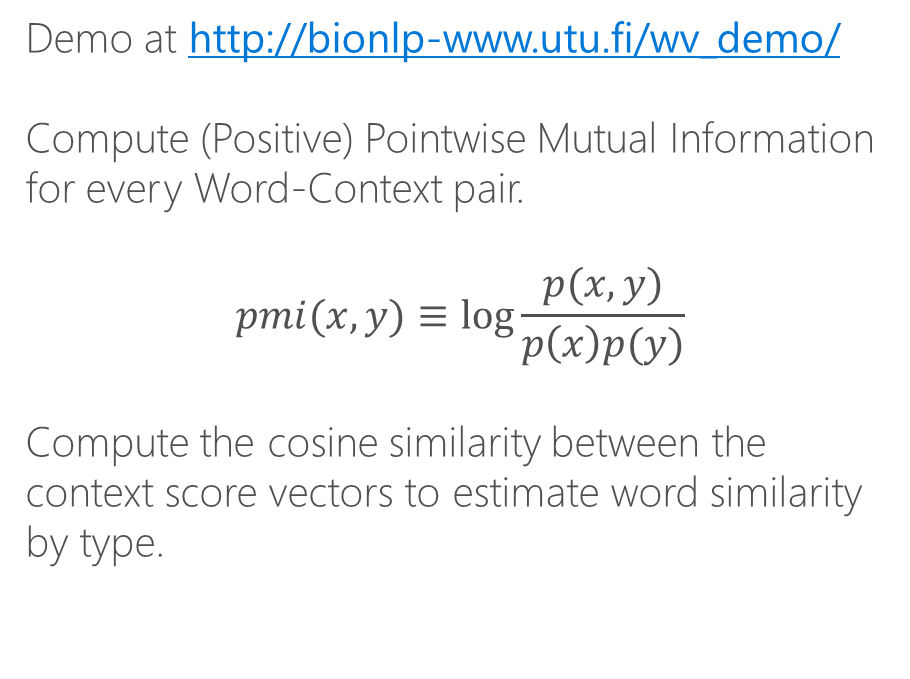 Demo at http://bionlp-www.utu.fi/wv_demo/
Compute (Positive) Pointwise Mutual Information
for every Word-Context pair.
pmi(x, y) ≡ log p(x, y) / p(x)p(y)
Compute the cosine similarity between the
context score vectors to estimate word similarity
by type.